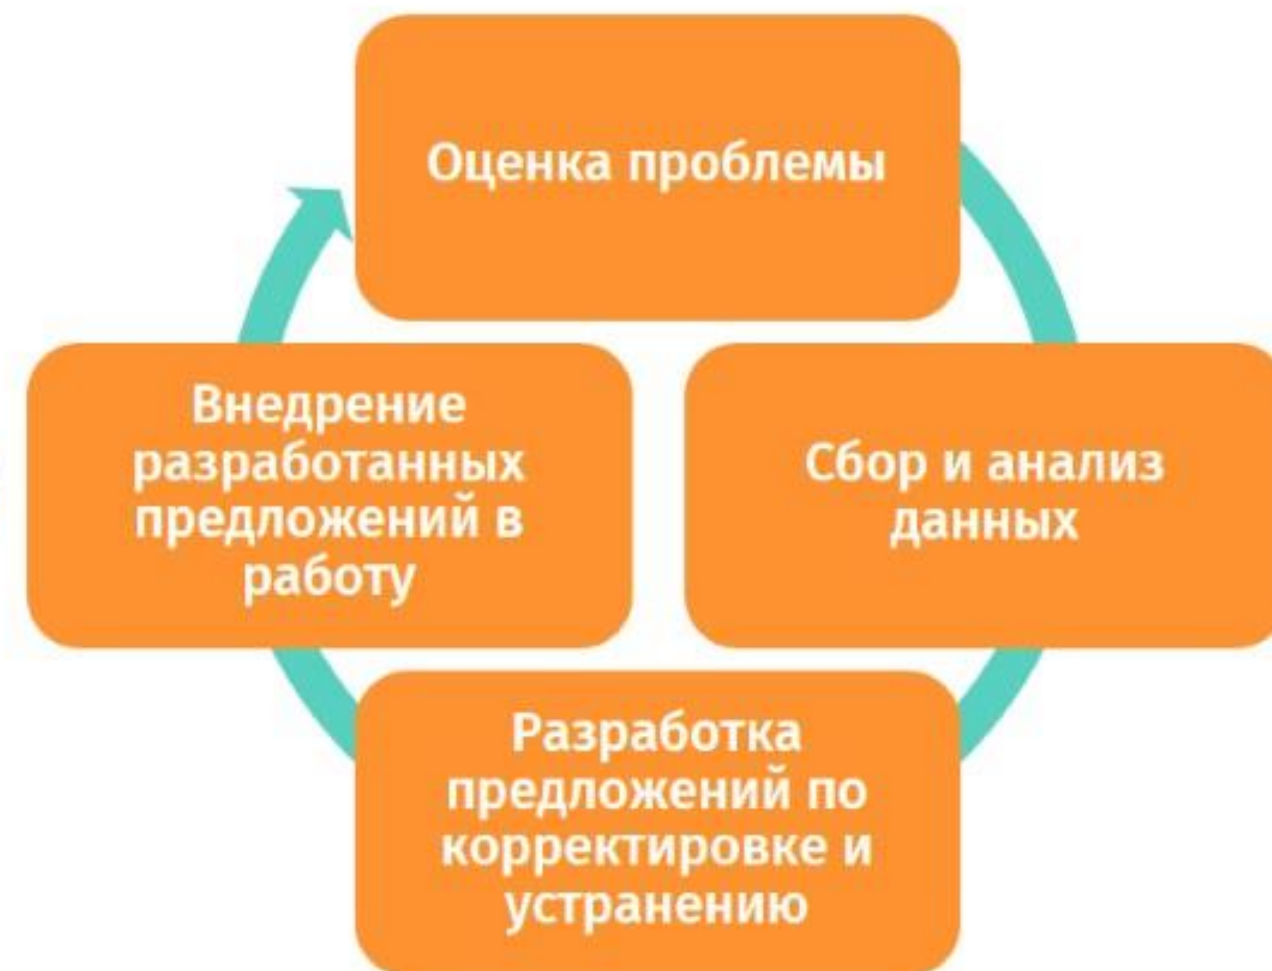 Оценка проблемы
Сбор и анализ
данных
Разработка
предложений по
корректировке и
устранению
Внедрение
разработанных
предложений в
работу